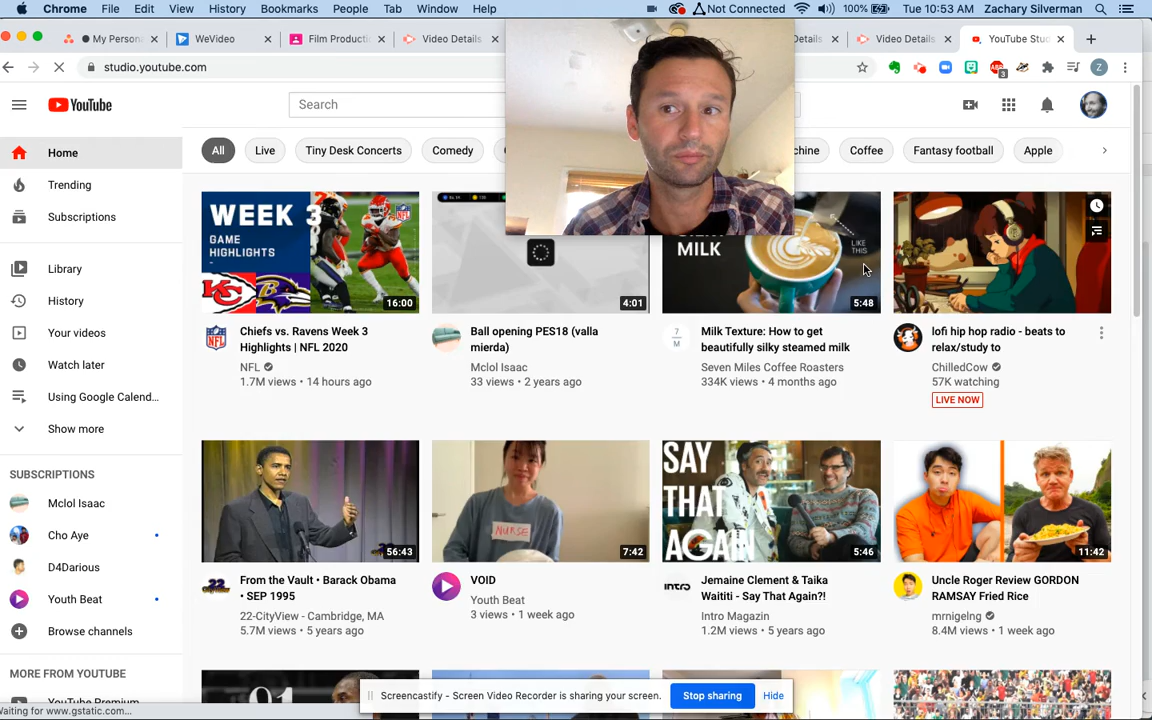 Chrome File Edit View History Bookmarks People Tab Window Help Not Connected 100% Tue 10:53 AM Zachary Silverman
My Persona WeVideo Film Producti Video Details Details Video Details YouTube Stud
studio.youtube.com
YouTube Search
All Live Tiny Desk Concerts Comedy chine Coffee Fantasy football Apple
Home
Trending
Subscriptions
Library
History
Your videos
Watch later
Using Google Calend...
Show more
SUBSCRIPTIONS
Mclol Isaac
Cho Aye
D4Darious
Youth Beat
Browse channels
MORE FROM YOUTUBE
YouTube Premium
WEEK 3
GAME
HIGHLIGHTS
NFL
16:00
Chiefs vs. Ravens Week 3
Highlights | NFL 2020
NFL
1.7M views • 14 hours ago
4:01
Ball opening PES18 (valla
mierda)
Mclol Isaac
33 views • 2 years ago
MILK
LIKE
THIS
5:48
7
M
Milk Texture: How to get
beautifully silky steamed milk
Seven Miles Coffee Roasters
334K views • 4 months ago
lofi hip hop radio - beats to
relax/study to
ChilledCow
57K watching
LIVE NOW
56:43
22
From the Vault • Barack Obama
• SEP 1995
22-CityView - Cambridge, MA
5.7M views • 5 years ago
NURSE
7:42
VOID
Youth Beat
3 views • 1 week ago
SAY
THAT
AGAIN
5:46
INTRO
Jemaine Clement & Taika
Waititi - Say That Again?!
Intro Magazin
1.2M views • 5 years ago
11:42
Uncle Roger Review GORDON
RAMSAY Fried Rice
mrnigelng
8.4M views • 1 week ago
91
Screencastify - Screen Video Recorder is sharing your screen. Stop sharing Hide
Waiting for www.gstatic.com...